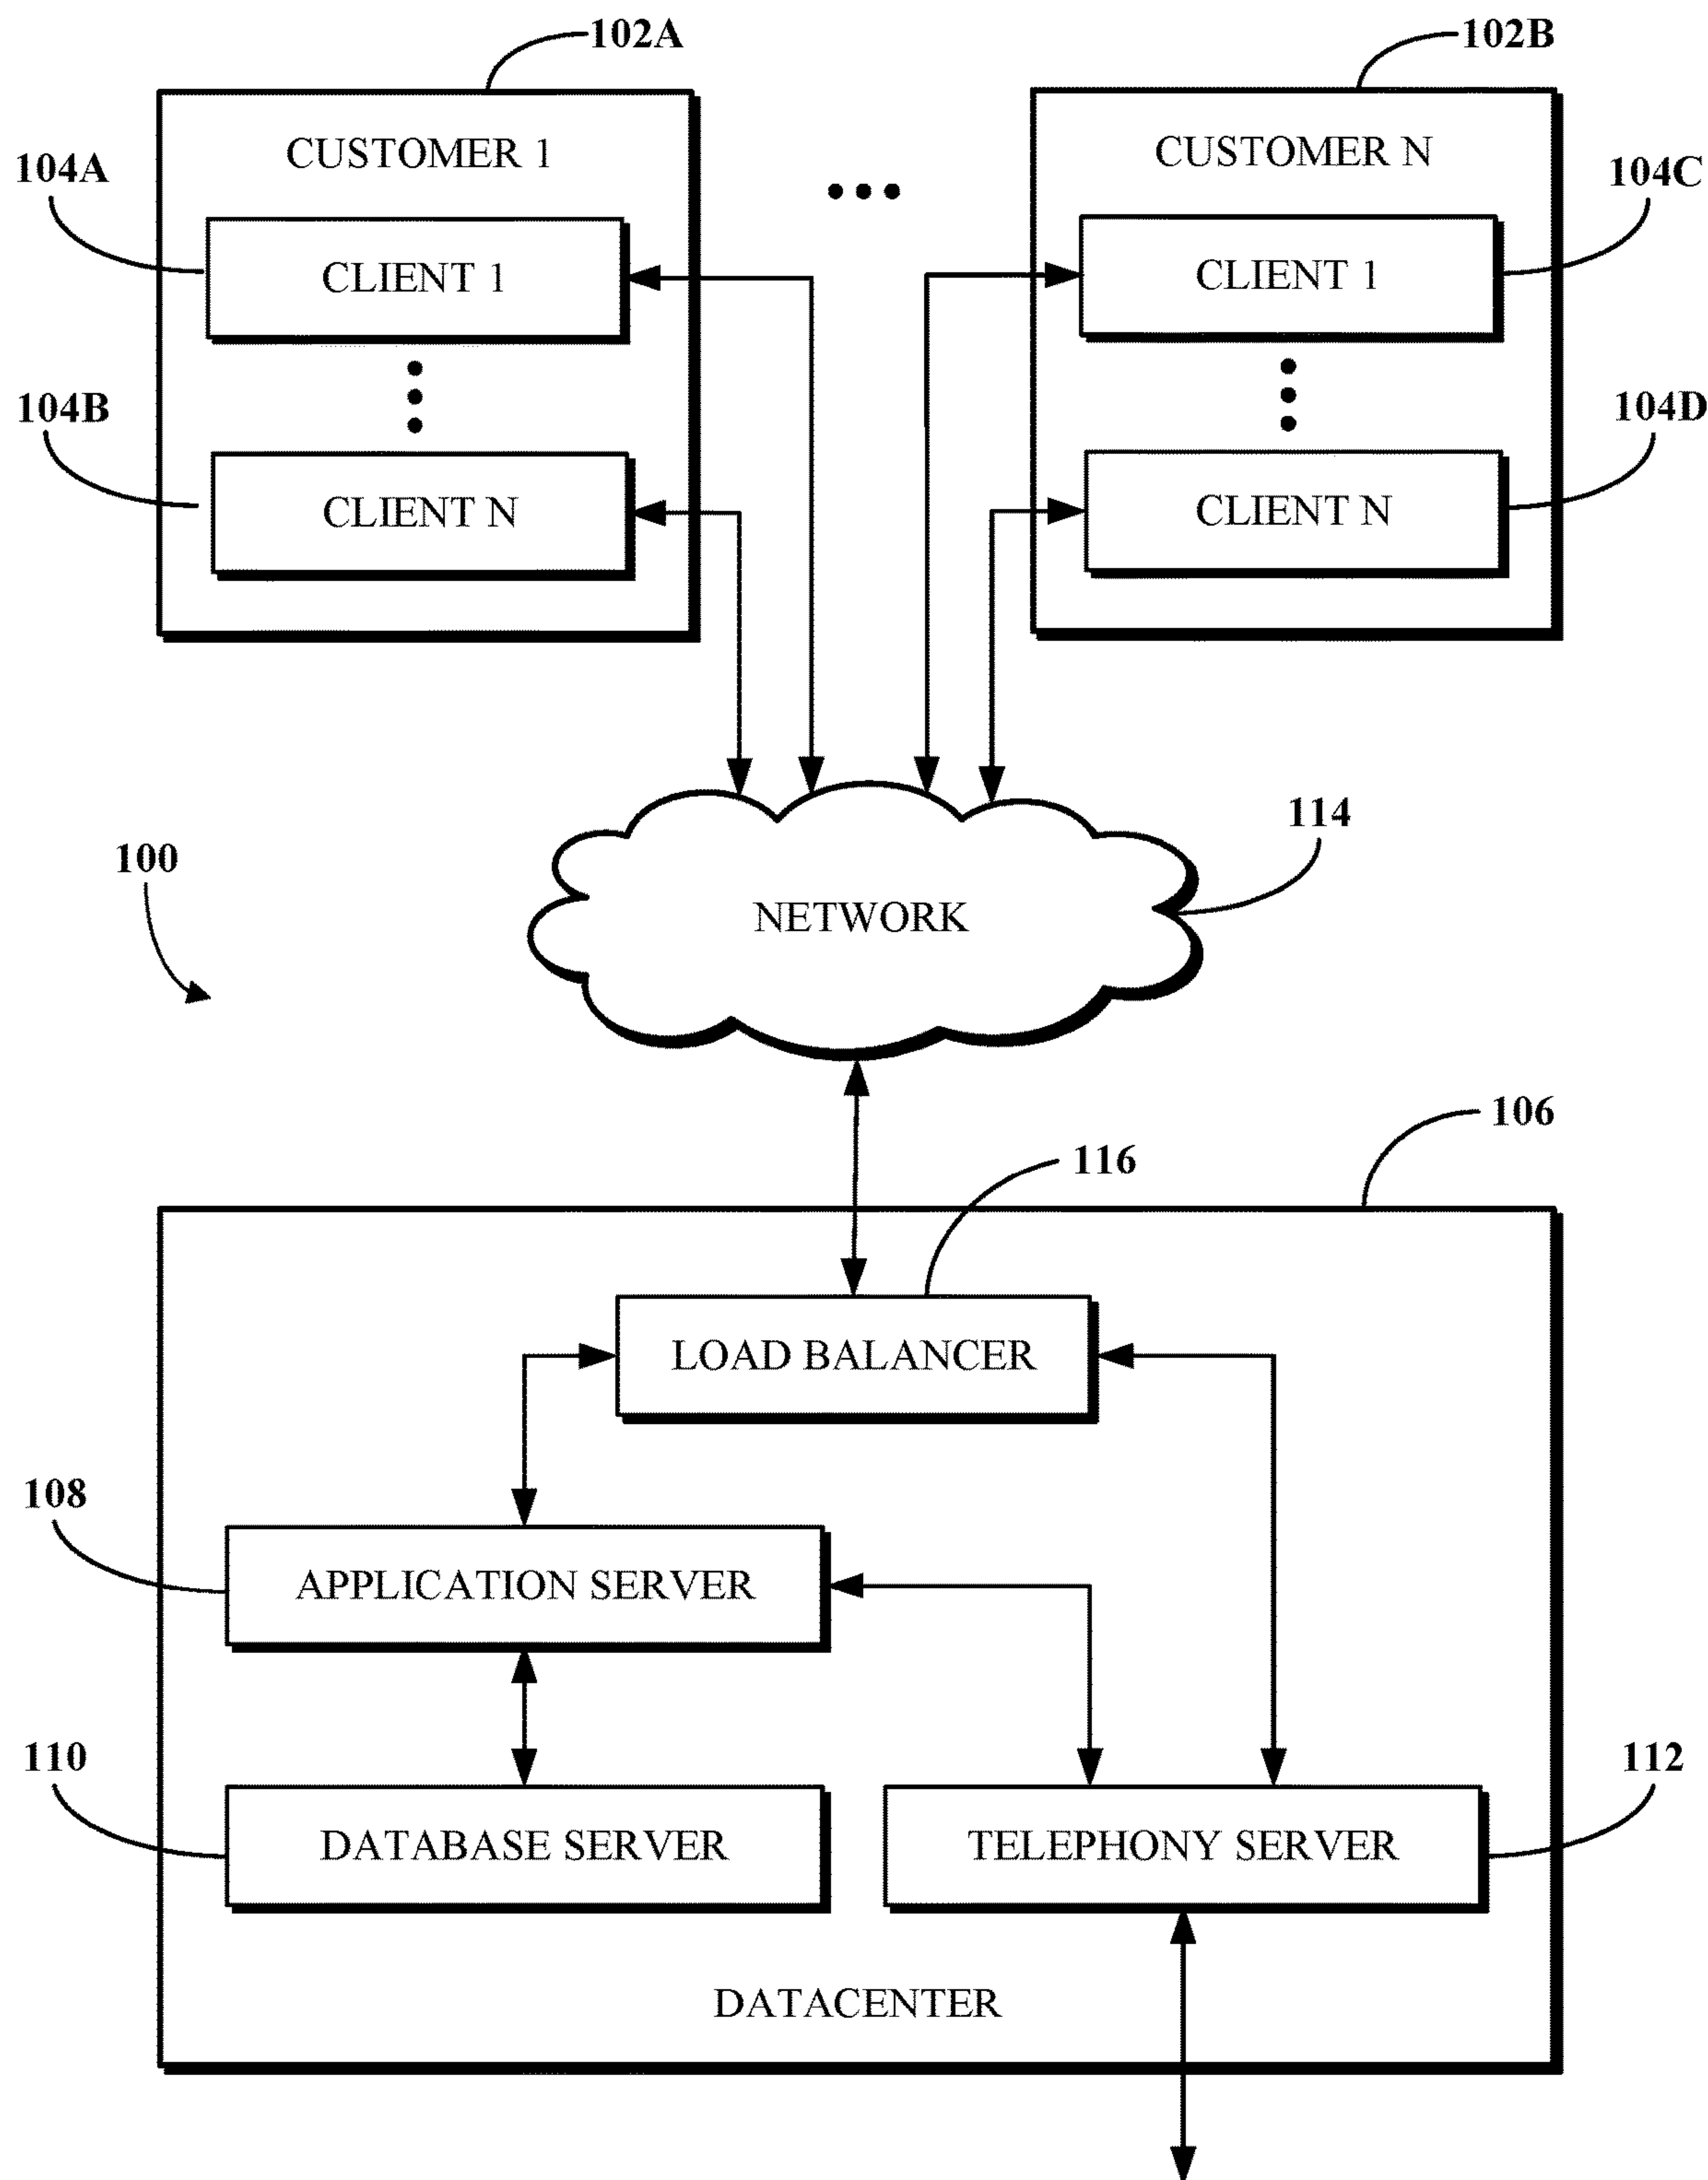 102A
102B
CUSTOMER 1
CUSTOMER N
104A
104C
CLIENT 1
CLIENT 1
104B
104D
CLIENT N
CLIENT N
114
100
NETWORK
106
116
LOAD BALANCER
108
APPLICATION SERVER
110
112
DATABASE SERVER
TELEPHONY SERVER
DATACENTER